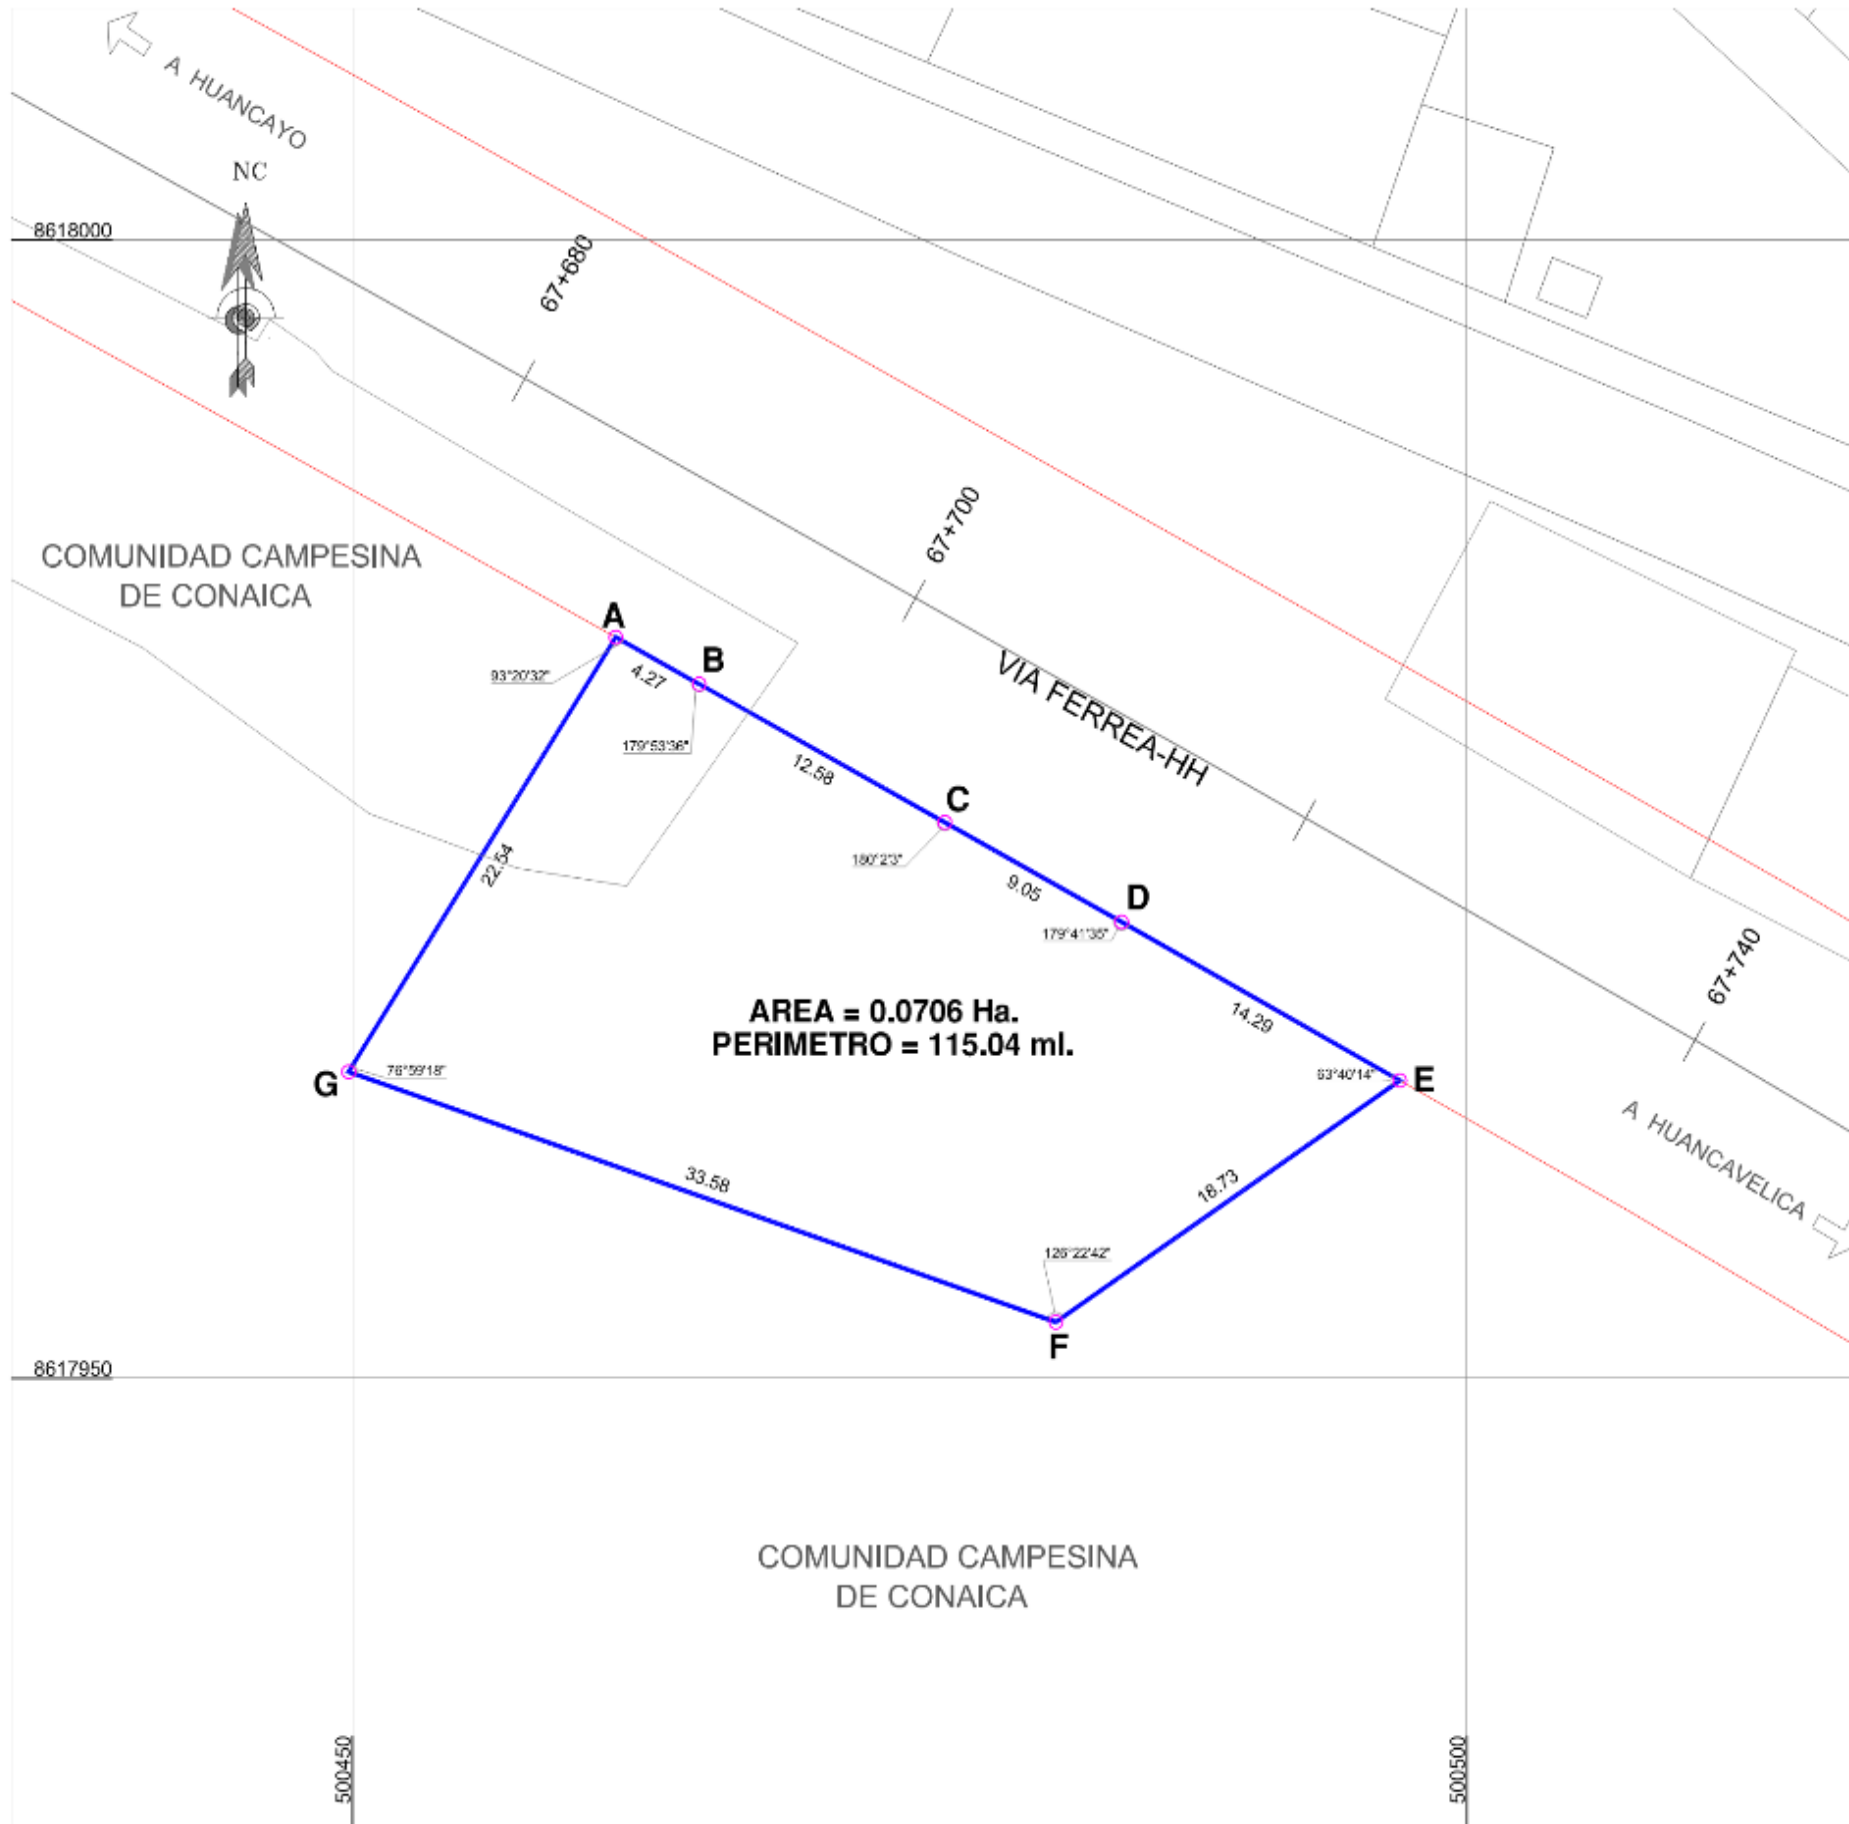 A HUANCAYO
NC
8618000
67+680
67+700
COMUNIDAD CAMPESINA
DE CONAICA
A
B
93°20'32"
4.27
179°53'36"
VIA FERREA-HH
12.58
C
180°2'3"
22.54
9.05
D
179°41'35"
67+740
AREA = 0.0706 Ha.
PERIMETRO = 115.04 ml.
14.29
G
76°59'18"
63°40'14"
E
A HUANCAVELICA
33.58
18.73
126°22'42"
F
8617950
COMUNIDAD CAMPESINA
DE CONAICA
500450
500500